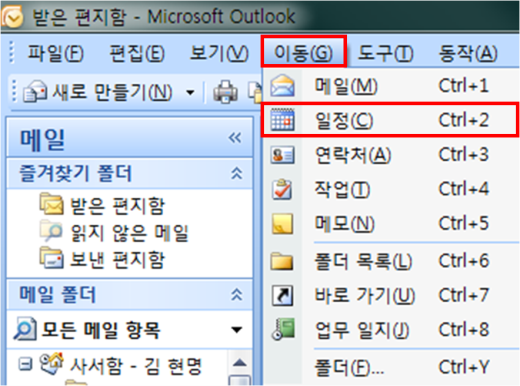 받은 편지함 - Microsoft Outlook
파일(F) 편집(E) 보기(V) 이동(G) 도구(T) 동작(A)
새로 만들기(N)
메일(M) Ctrl+1
일정(C) Ctrl+2
연락처(A) Ctrl+3
작업(T) Ctrl+4
메모(N) Ctrl+5
폴더 목록(L) Ctrl+6
바로 가기(U) Ctrl+7
업무 일지(J) Ctrl+8
폴더(F)... Ctrl+Y
메일
즐겨찾기 폴더
받은 편지함
읽지 않은 메일
보낸 편지함
메일 폴더
모든 메일 항목
사서함 - 김 현명